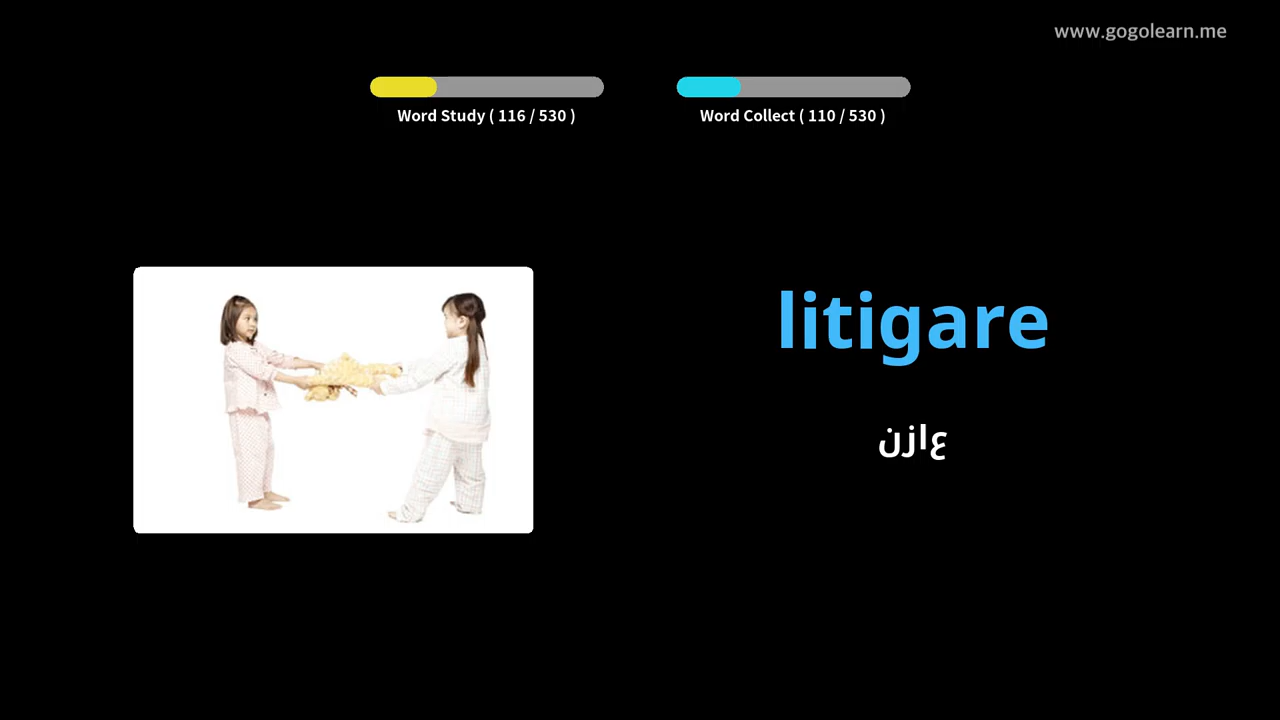 www.gogolearn.me
Word Study ( 116 / 530 )
Word Collect ( 110 / 530 )
litigare
عازن